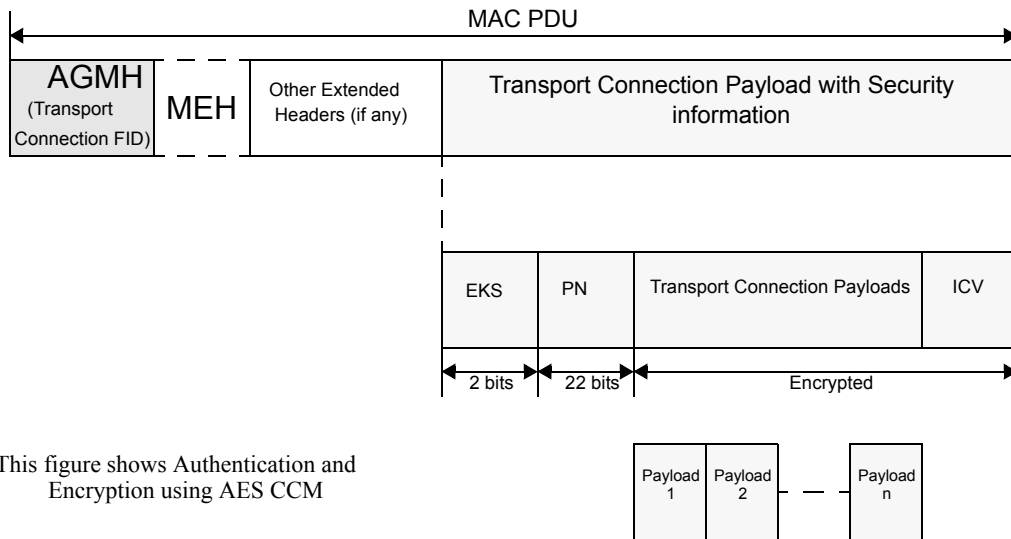 MAC PDU
AGMH
(Transport
Connection FID)
MEH
Other Extended
Headers (if any)
Transport Connection Payload with Security
information
EKS
PN
Transport Connection Payloads
ICV
2 bits
22 bits
Encrypted
This figure shows Authentication and
Encryption using AES CCM
Payload
1
Payload
2
Payload
n